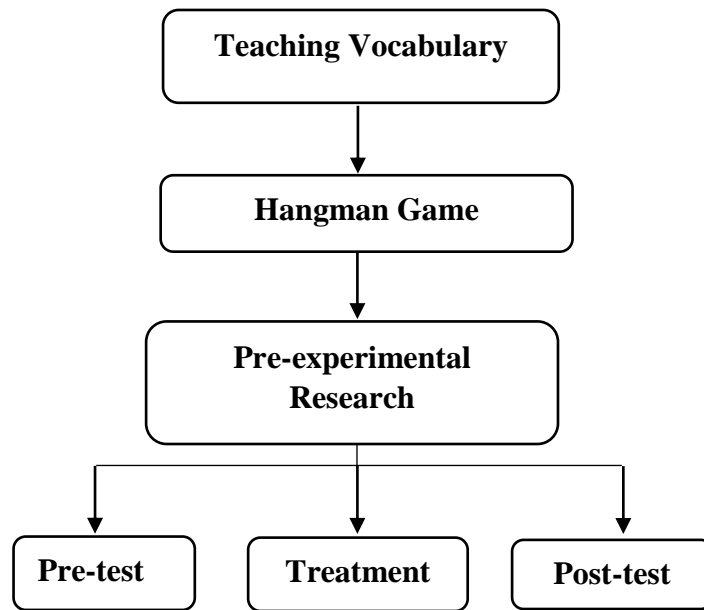 Teaching Vocabulary
Hangman Game
Pre-experimental
Research
Pre-test
Treatment
Post-test